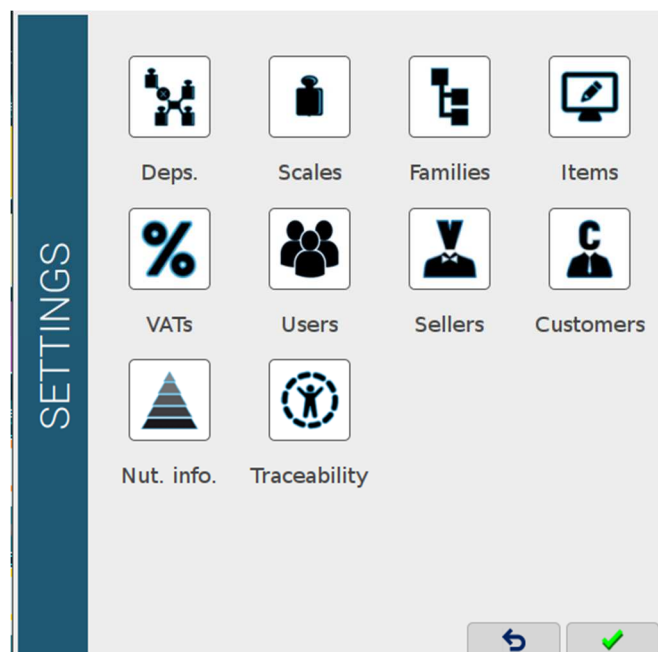 SETTINGS
Deps. Scales Families Items
V C
VATs Users Sellers Customers
Nut. info. Traceability